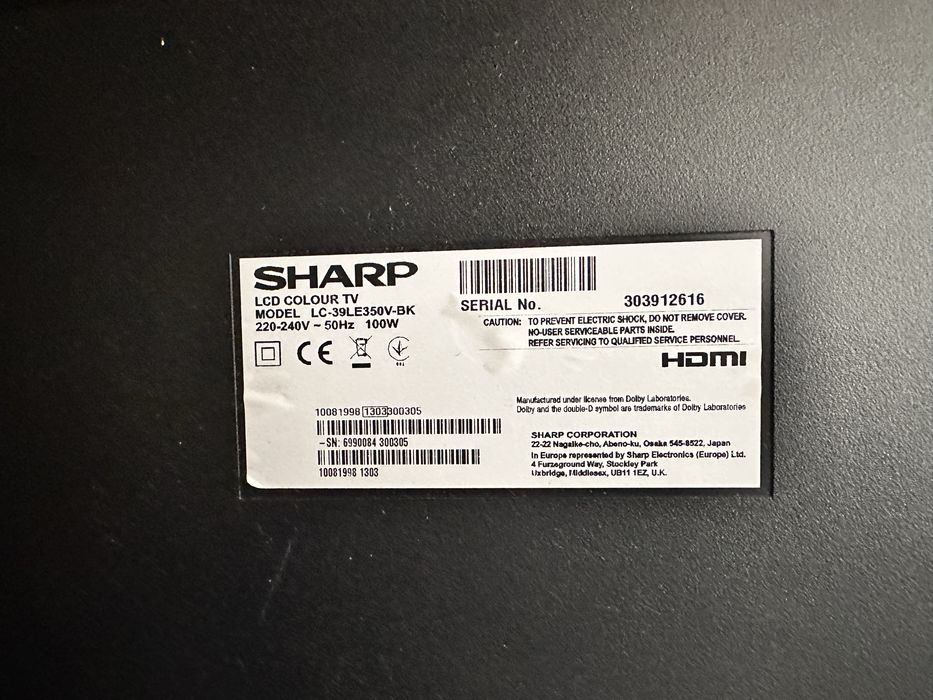 SHARP
LCD COLOUR TV
MODEL LC-39LE350V-BK
220-240V ~ 50Hz 100W
SERIAL No. 303912616
CAUTION: TO PREVENT ELECTRIC SHOCK, DO NOT REMOVE COVER.
NO-USER SERVICEABLE PARTS INSIDE.
REFER SERVICING TO QUALIFIED SERVICE PERSONNEL.
HDMI
CE
001
10081998 1303 300305
~SN: 6990084 300305
10081998 1303
Manufactured under license from Dolby Laboratories.
Dolby and the double-D symbol are trademarks of Dolby Laboratories
SHARP CORPORATION
22-22 Nagaike-cho, Abeno-ku, Osaka 545-8522, Japan
In Europe represented by Sharp Electronics (Europe) Ltd.
4 Furzeground Way, Stockley Park
Uxbridge, Middlesex, UB11 1EZ, U.K.